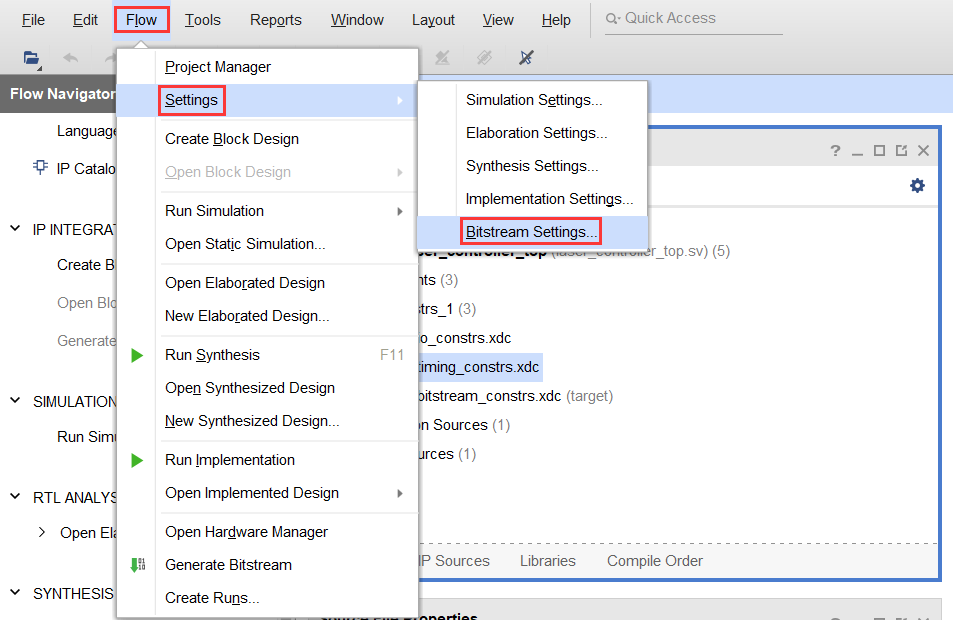 File Edit Flow Tools Reports Window Layout View Help Quick Access
Flow Navigator
Project Manager
Settings
Create Block Design
Open Block Design
Run Simulation
Open Static Simulation...
Open Elaborated Design
New Elaborated Design...
Run Synthesis F11
Open Synthesized Design
New Synthesized Design...
Run Implementation
Open Implemented Design
Open Hardware Manager
Generate Bitstream
Create Runs...
Simulation Settings...
Elaboration Settings...
Synthesis Settings...
Implementation Settings...
Bitstream Settings...
Language
IP Catalo
IP INTEGRAT
Create B
Open Blo
Generate
SIMULATION
Run Simu
RTL ANALYS
Open Ela
SYNTHESIS
?
ser_controller_top (laser_controller_top.sv) (5)
nts (3)
strs_1 (3)
o_constrs.xdc
timing_constrs.xdc
bitstream_constrs.xdc (target)
on Sources (1)
urces (1)
IP Sources Libraries Compile Order
Source File Properties